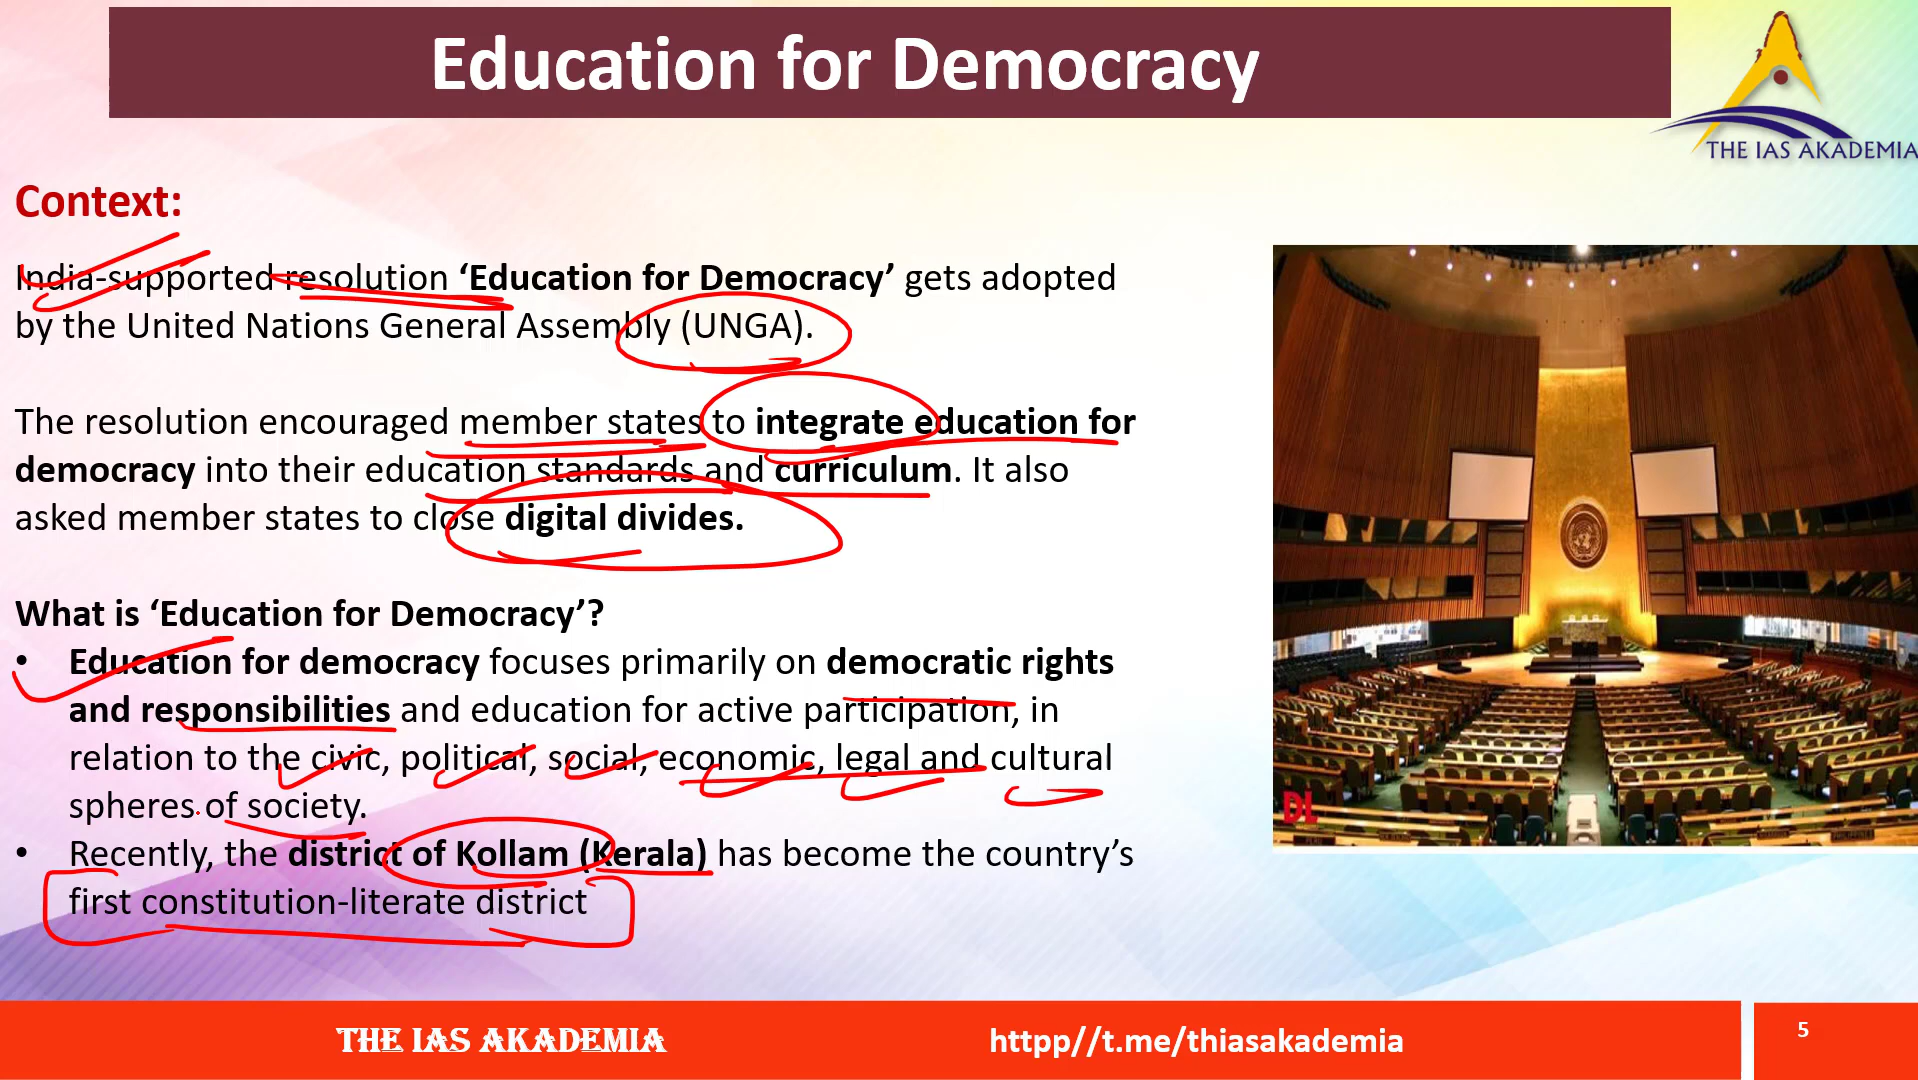 Education for Democracy
THE IAS AKADEMIA
Context:
India-supported resolution ‘Education for Democracy’ gets adopted
by the United Nations General Assembly (UNGA).
The resolution encouraged member states to integrate education for
democracy into their education standards and curriculum. It also
asked member states to close digital divides.
What is ‘Education for Democracy’?
• Education for democracy focuses primarily on democratic rights
and responsibilities and education for active participation, in
relation to the civic, political, social, economic, legal and cultural
spheres of society.
• Recently, the district of Kollam (Kerala) has become the country’s
first constitution-literate district
DL
THE IAS AKADEMIA
httpp//t.me/thiasakademia
5